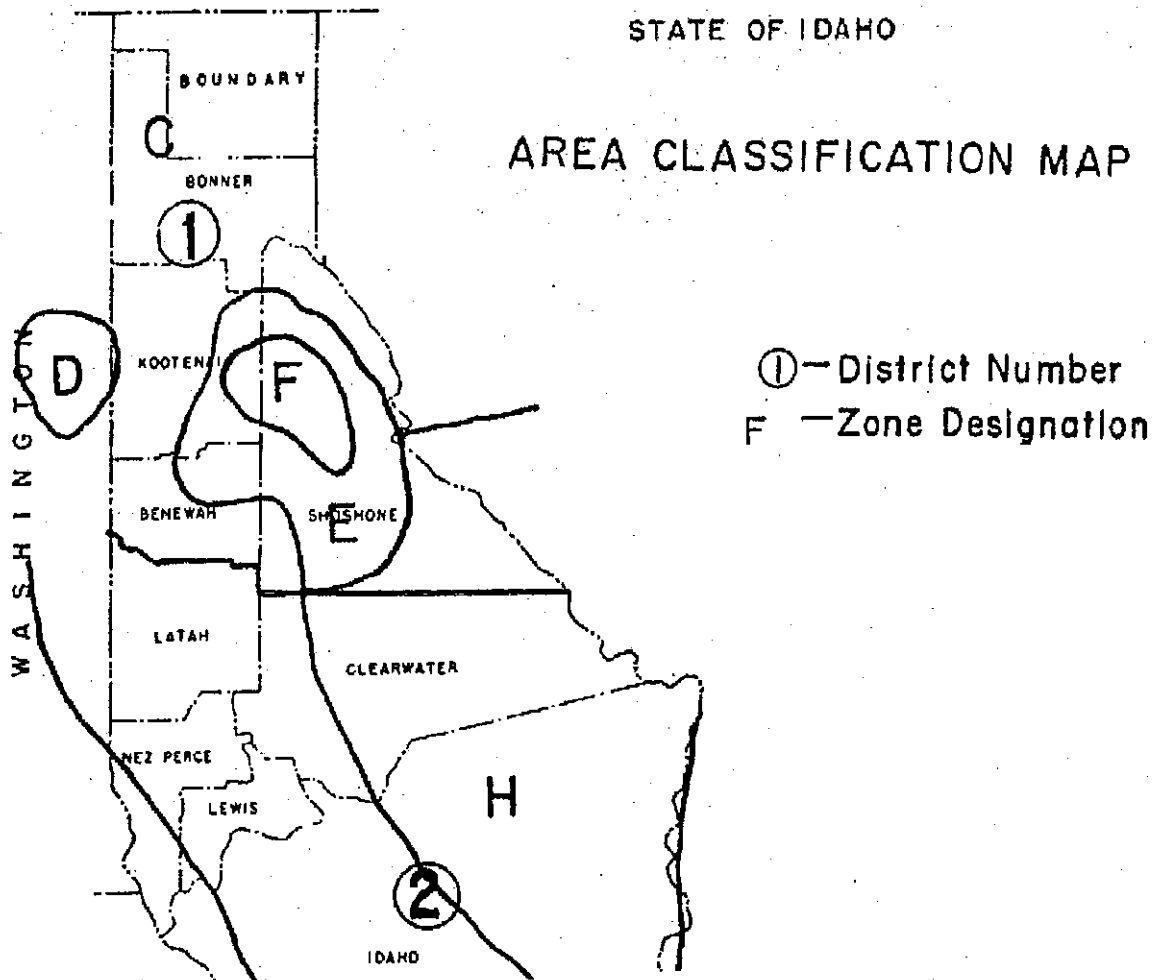 STATE OF IDAHO
AREA CLASSIFICATION MAP
BOUNDARY
C
BONNER
1
WASHINGTON
D
KOOTENAI
F
1 — District Number
F — Zone Designation
BENEWAH
SHOSHONE
E
LATAH
CLEARWATER
NEZ PERCE
LEWIS
H
2
IDAHO